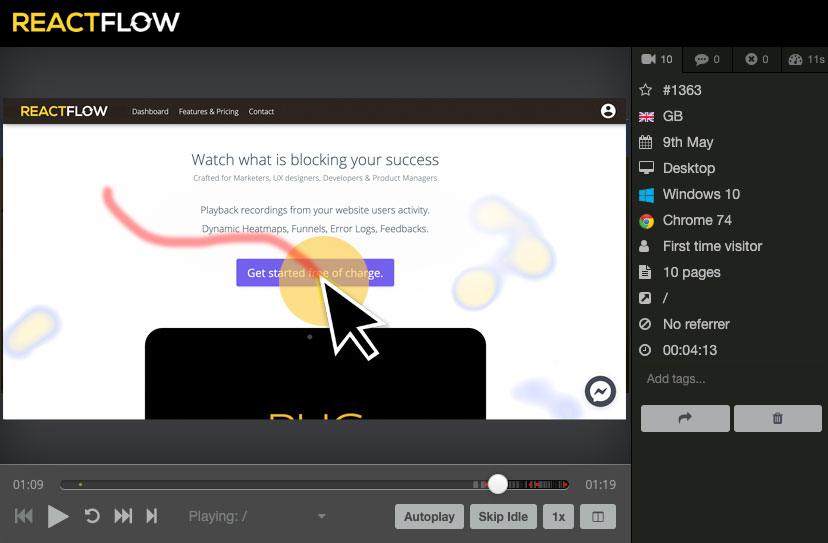 REACTFLOW
10
0
0
11s
REACTFLOW Dashboard Features & Pricing Contact
Watch what is blocking your success
Crafted for Marketers, UX designers, Developers & Product Managers
Playback recordings from your website users activity.
Dynamic Heatmaps, Funnels, Error Logs, Feedbacks.
Get started free of charge.
#1363
GB
9th May
Desktop
Windows 10
Chrome 74
First time visitor
10 pages
/
No referrer
00:04:13
Add tags...
01:09
01:19
Playing: /
Autoplay
Skip Idle
1x